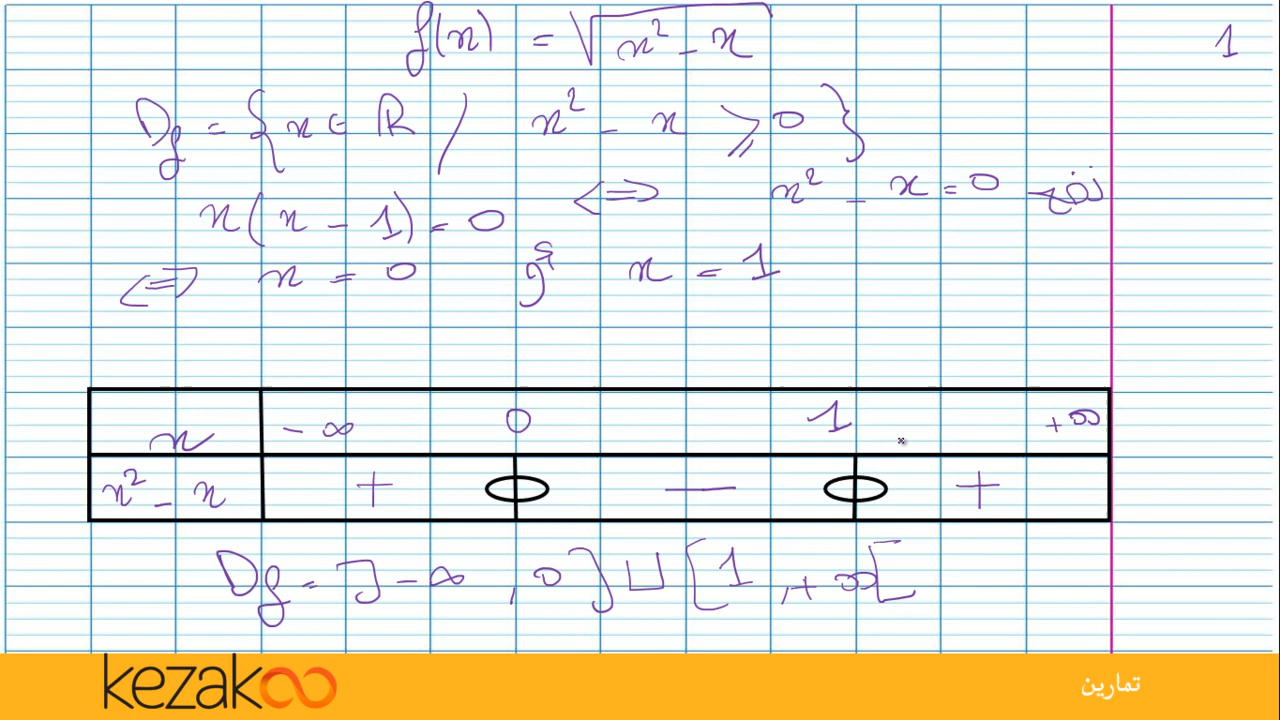 f(x) = √(x² - x)
1
Df = {x ∈ ℝ / x² - x ⩾ 0}
نضع x² - x = 0
⟺ x(x - 1) = 0
⟺ x = 0 أو x = 1
x -∞ 0 1 +∞
x² - x + 0 - 0 +
Df = ]-∞, 0] ∪ [1, +∞[
kezakoo
تمارين